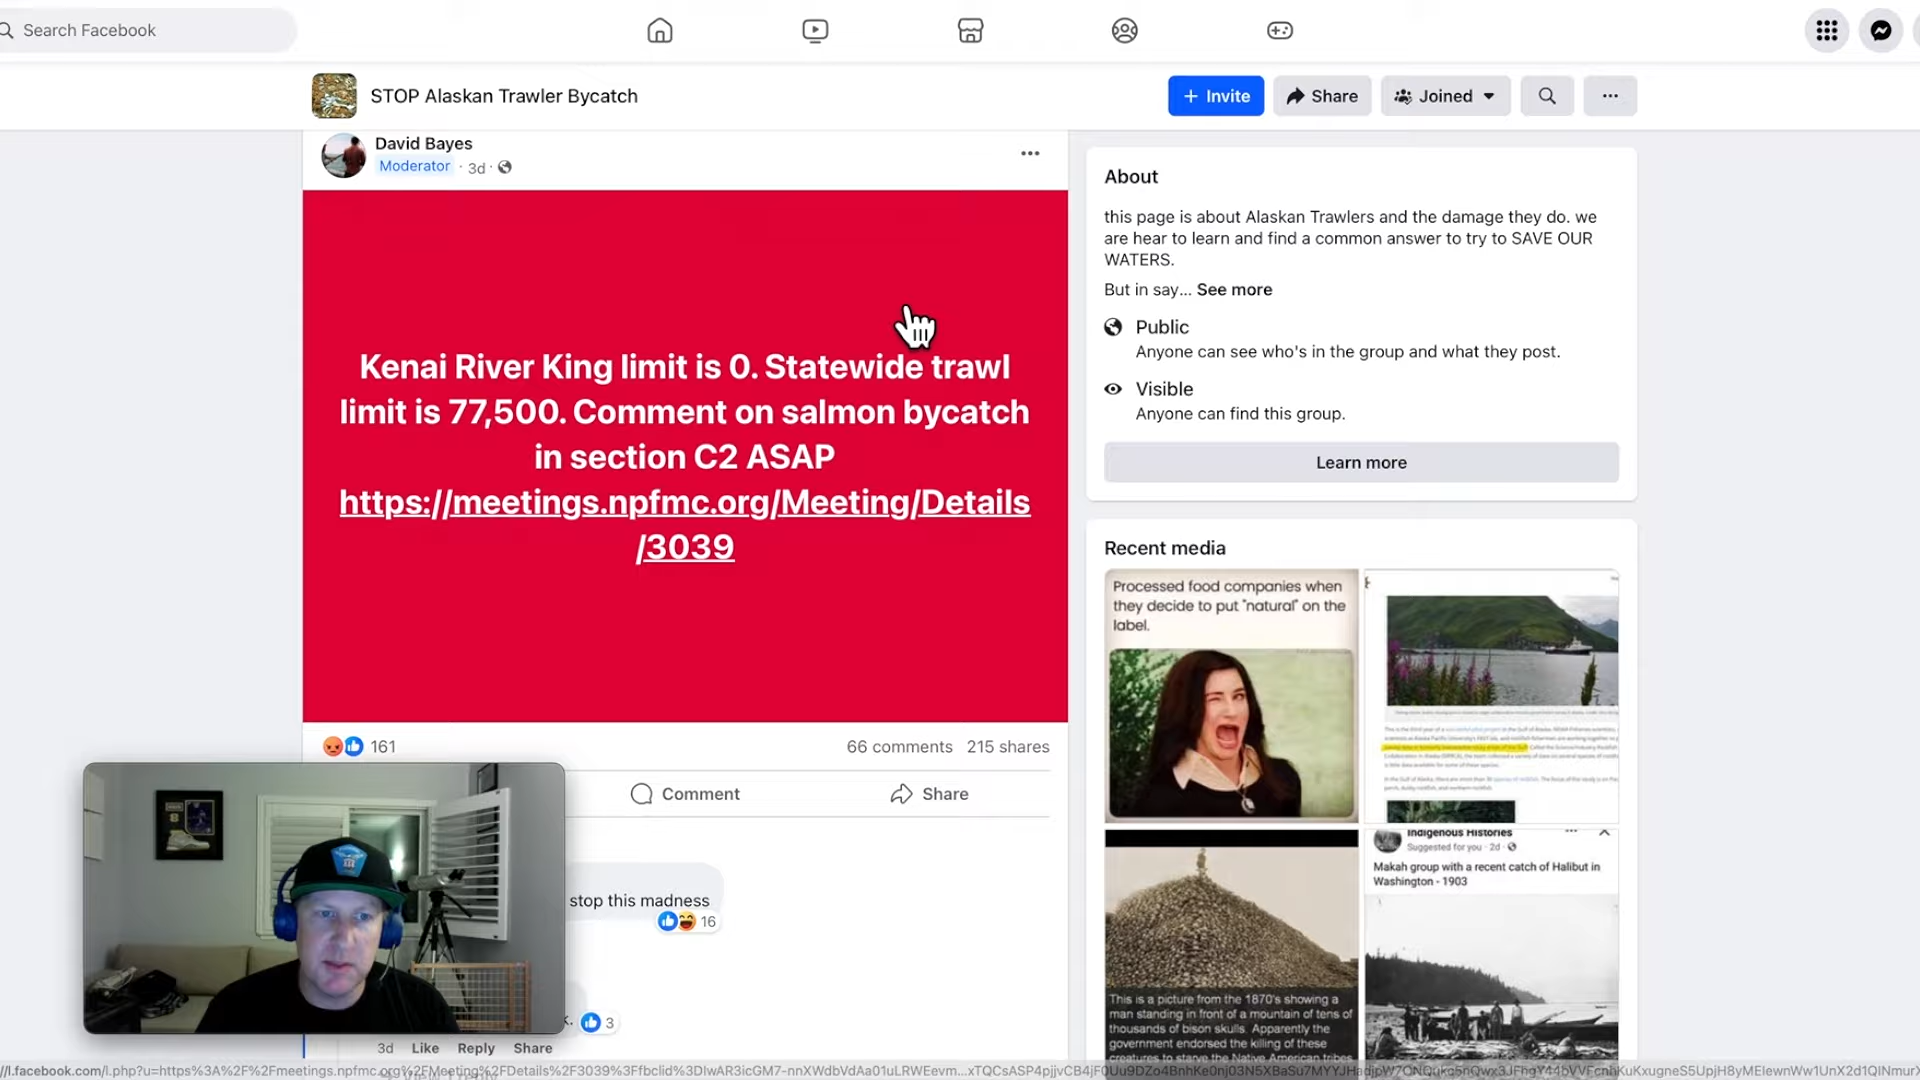 Search Facebook
STOP Alaskan Trawler Bycatch
+ Invite
Share
Joined
David Bayes
Moderator · 3d ·
Kenai River King limit is 0. Statewide trawl
limit is 77,500. Comment on salmon bycatch
in section C2 ASAP
https://meetings.npfmc.org/Meeting/Details
/3039
161
66 comments 215 shares
Comment
Share
stop this madness
16
3
3d Like Reply Share
About
this page is about Alaskan Trawlers and the damage they do. we
are hear to learn and find a common answer to try to SAVE OUR
WATERS.
But in say... See more
Public
Anyone can see who's in the group and what they post.
Visible
Anyone can find this group.
Learn more
Recent media
Processed food companies when
they decide to put "natural" on the
label.
This is a picture from the 1870's showing a
man standing in front of a mountain of tens of
thousands of bison skulls. Apparently the
government endorsed the killing of these
creatures to starve the Native American tribes
Indigenous Histories
Suggested for you · 2d ·
Makah group with a recent catch of Halibut in
Washington - 1903